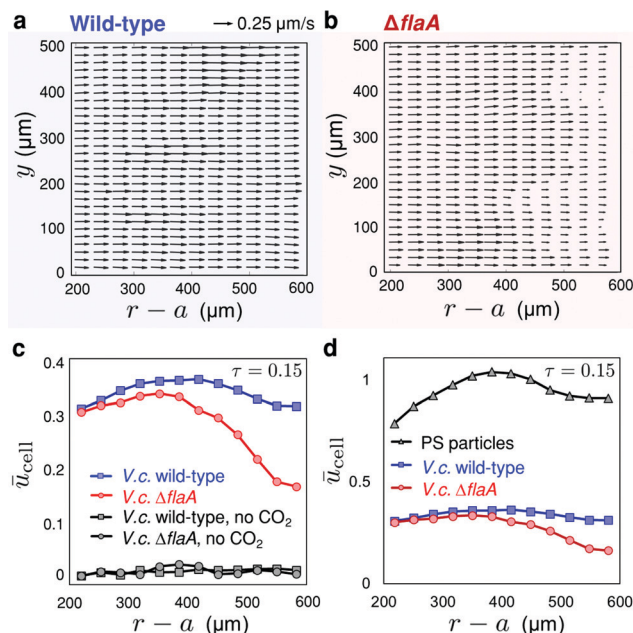 a Wild-type
0.25 μm/s
b ΔflaA
500
400
300
200
100
0
y (μm)
200 300 400 500 600
r − a (μm)
500
400
300
200
100
0
y (μm)
200 300 400 500 600
r − a (μm)
c
τ = 0.15
0.4
0.3
0.2
0.1
0
ū cell
V.c. wild-type
V.c. ΔflaA
V.c. wild-type, no CO₂
V.c. ΔflaA, no CO₂
200 300 400 500 600
r − a (μm)
d
τ = 0.15
1
0.5
0
ū cell
PS particles
V.c. wild-type
V.c. ΔflaA
200 300 400 500 600
r − a (μm)